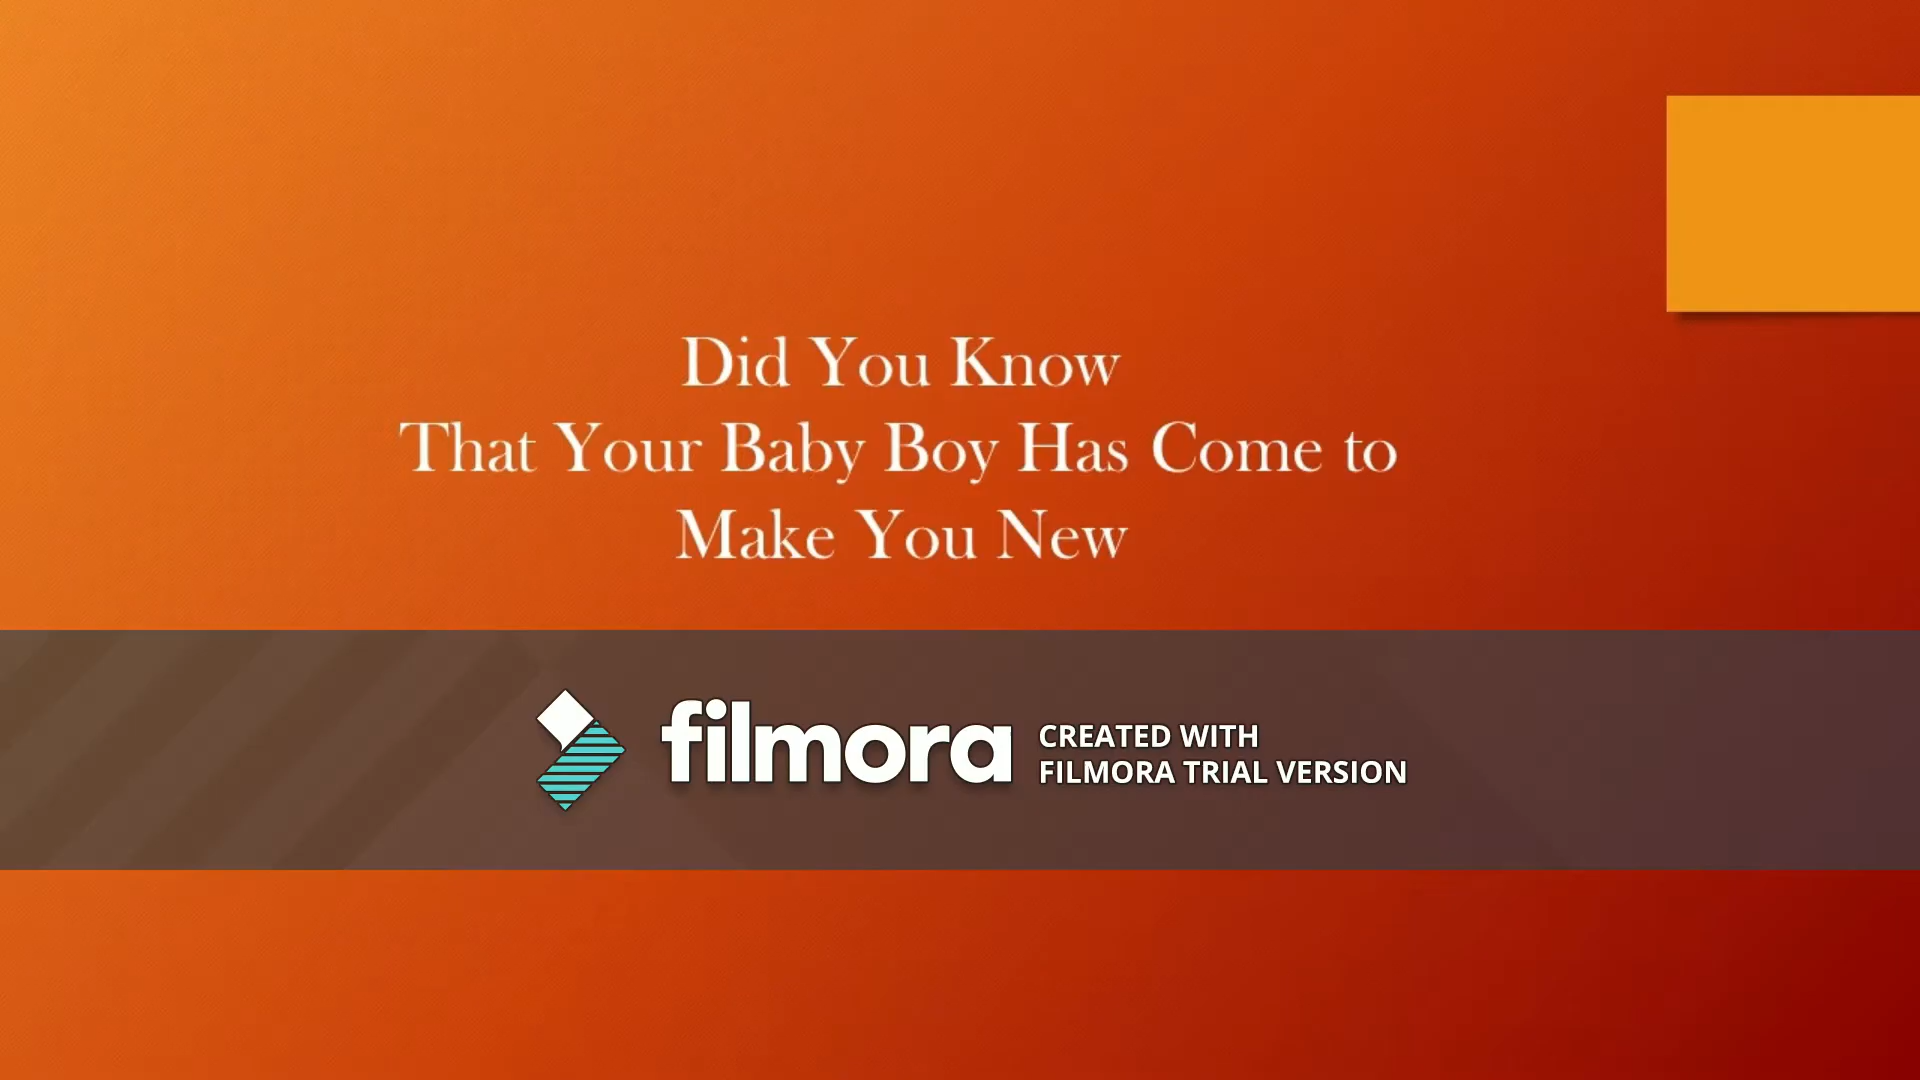 Did You Know
That Your Baby Boy Has Come to
Make You New
filmora
CREATED WITH
FILMORA TRIAL VERSION